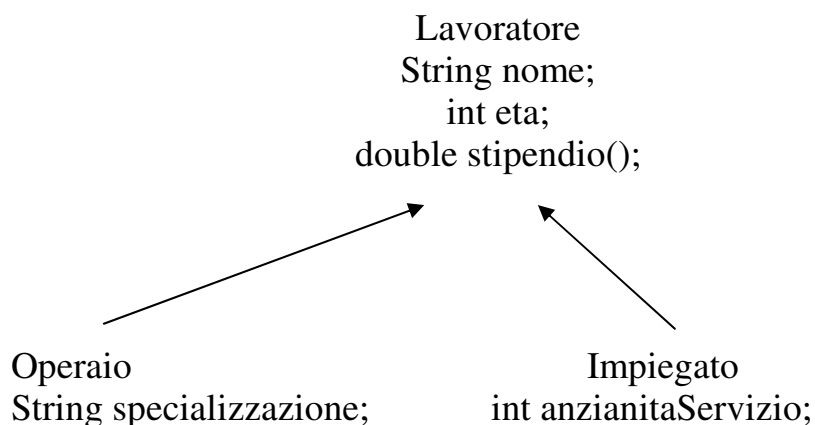 Lavoratore
String nome;
int eta;
double stipendio();
Operaio
String specializzazione;
Impiegato
int anzianitaServizio;